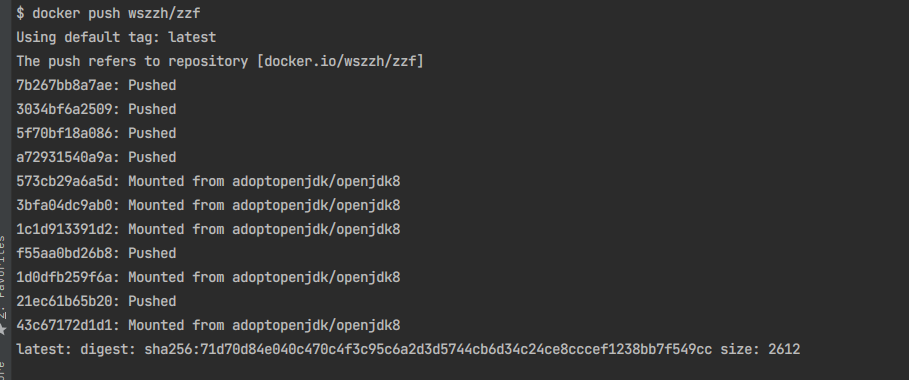 $ docker push wszzh/zzf
Using default tag: latest
The push refers to repository [docker.io/wszzh/zzf]
7b267bb8a7ae: Pushed
3034bf6a2509: Pushed
5f70bf18a086: Pushed
a72931540a9a: Pushed
573cb29a6a5d: Mounted from adoptopenjdk/openjdk8
3bfa04dc9ab0: Mounted from adoptopenjdk/openjdk8
1c1d913391d2: Mounted from adoptopenjdk/openjdk8
f55aa0bd26b8: Pushed
1d0dfb259f6a: Mounted from adoptopenjdk/openjdk8
21ec61b65b20: Pushed
43c67172d1d1: Mounted from adoptopenjdk/openjdk8
latest: digest: sha256:71d70d84e040c470c4f3c95c6a2d3d5744cb6d34c24ce8cccef1238bb7f549cc size: 2612
2: Favorites